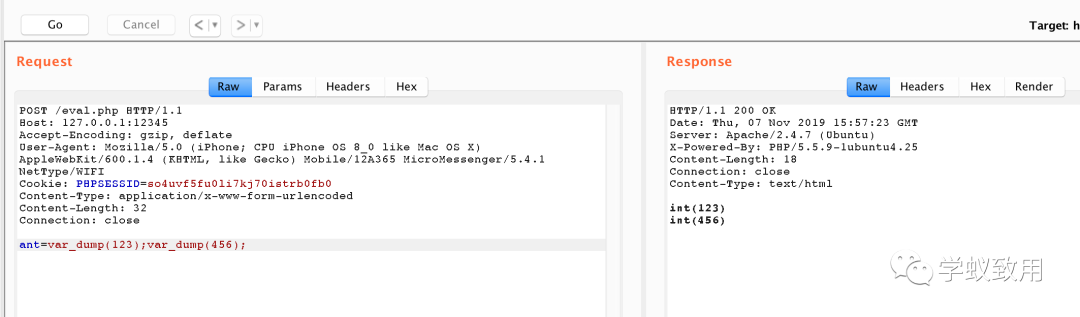 Go Cancel < > Target: h
Request
Raw Params Headers Hex
POST /eval.php HTTP/1.1
Host: 127.0.0.1:12345
Accept-Encoding: gzip, deflate
User-Agent: Mozilla/5.0 (iPhone; CPU iPhone OS 8_0 like Mac OS X)
AppleWebKit/600.1.4 (KHTML, like Gecko) Mobile/12A365 MicroMessenger/5.4.1
NetType/WIFI
Cookie: PHPSESSID=so4uvf5fu0li7kj70istrb0fb0
Content-Type: application/x-www-form-urlencoded
Content-Length: 32
Connection: close

ant=var_dump(123);var_dump(456);
Response
Raw Headers Hex Render
HTTP/1.1 200 OK
Date: Thu, 07 Nov 2019 15:57:23 GMT
Server: Apache/2.4.7 (Ubuntu)
X-Powered-By: PHP/5.5.9-1ubuntu4.25
Content-Length: 18
Connection: close
Content-Type: text/html

int(123)
int(456)
学蚁致用